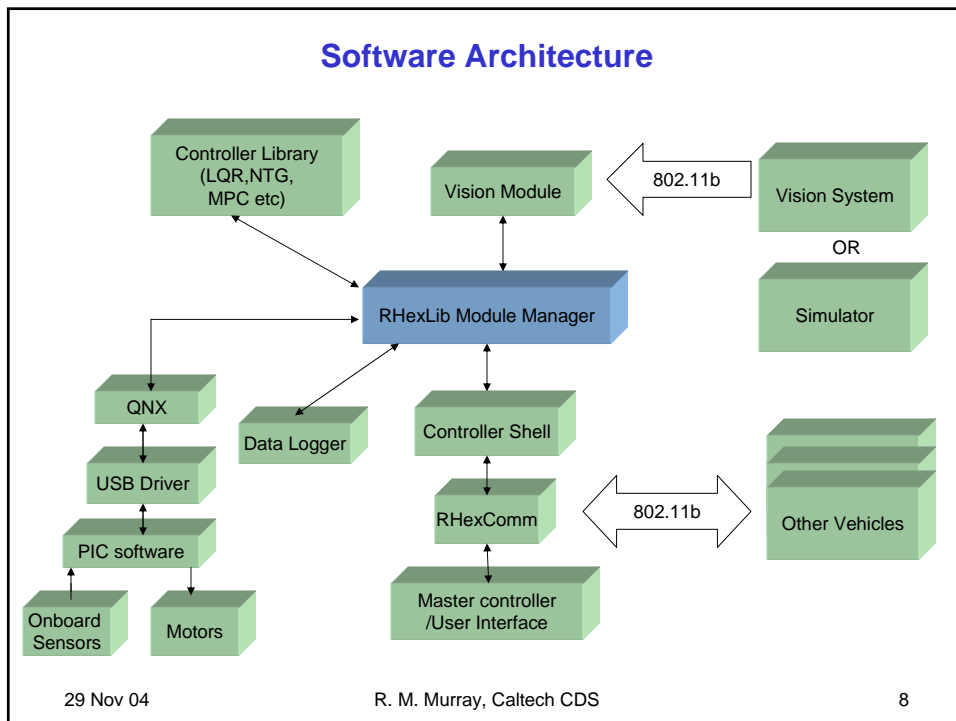 Software Architecture
Controller Library
(LQR,NTG,
MPC etc)
Vision Module
802.11b
Vision System
OR
Simulator
RHexLib Module Manager
QNX
Data Logger
Controller Shell
USB Driver
RHexComm
802.11b
Other Vehicles
PIC software
Onboard
Sensors
Motors
Master controller
/User Interface
29 Nov 04
R. M. Murray, Caltech CDS
8